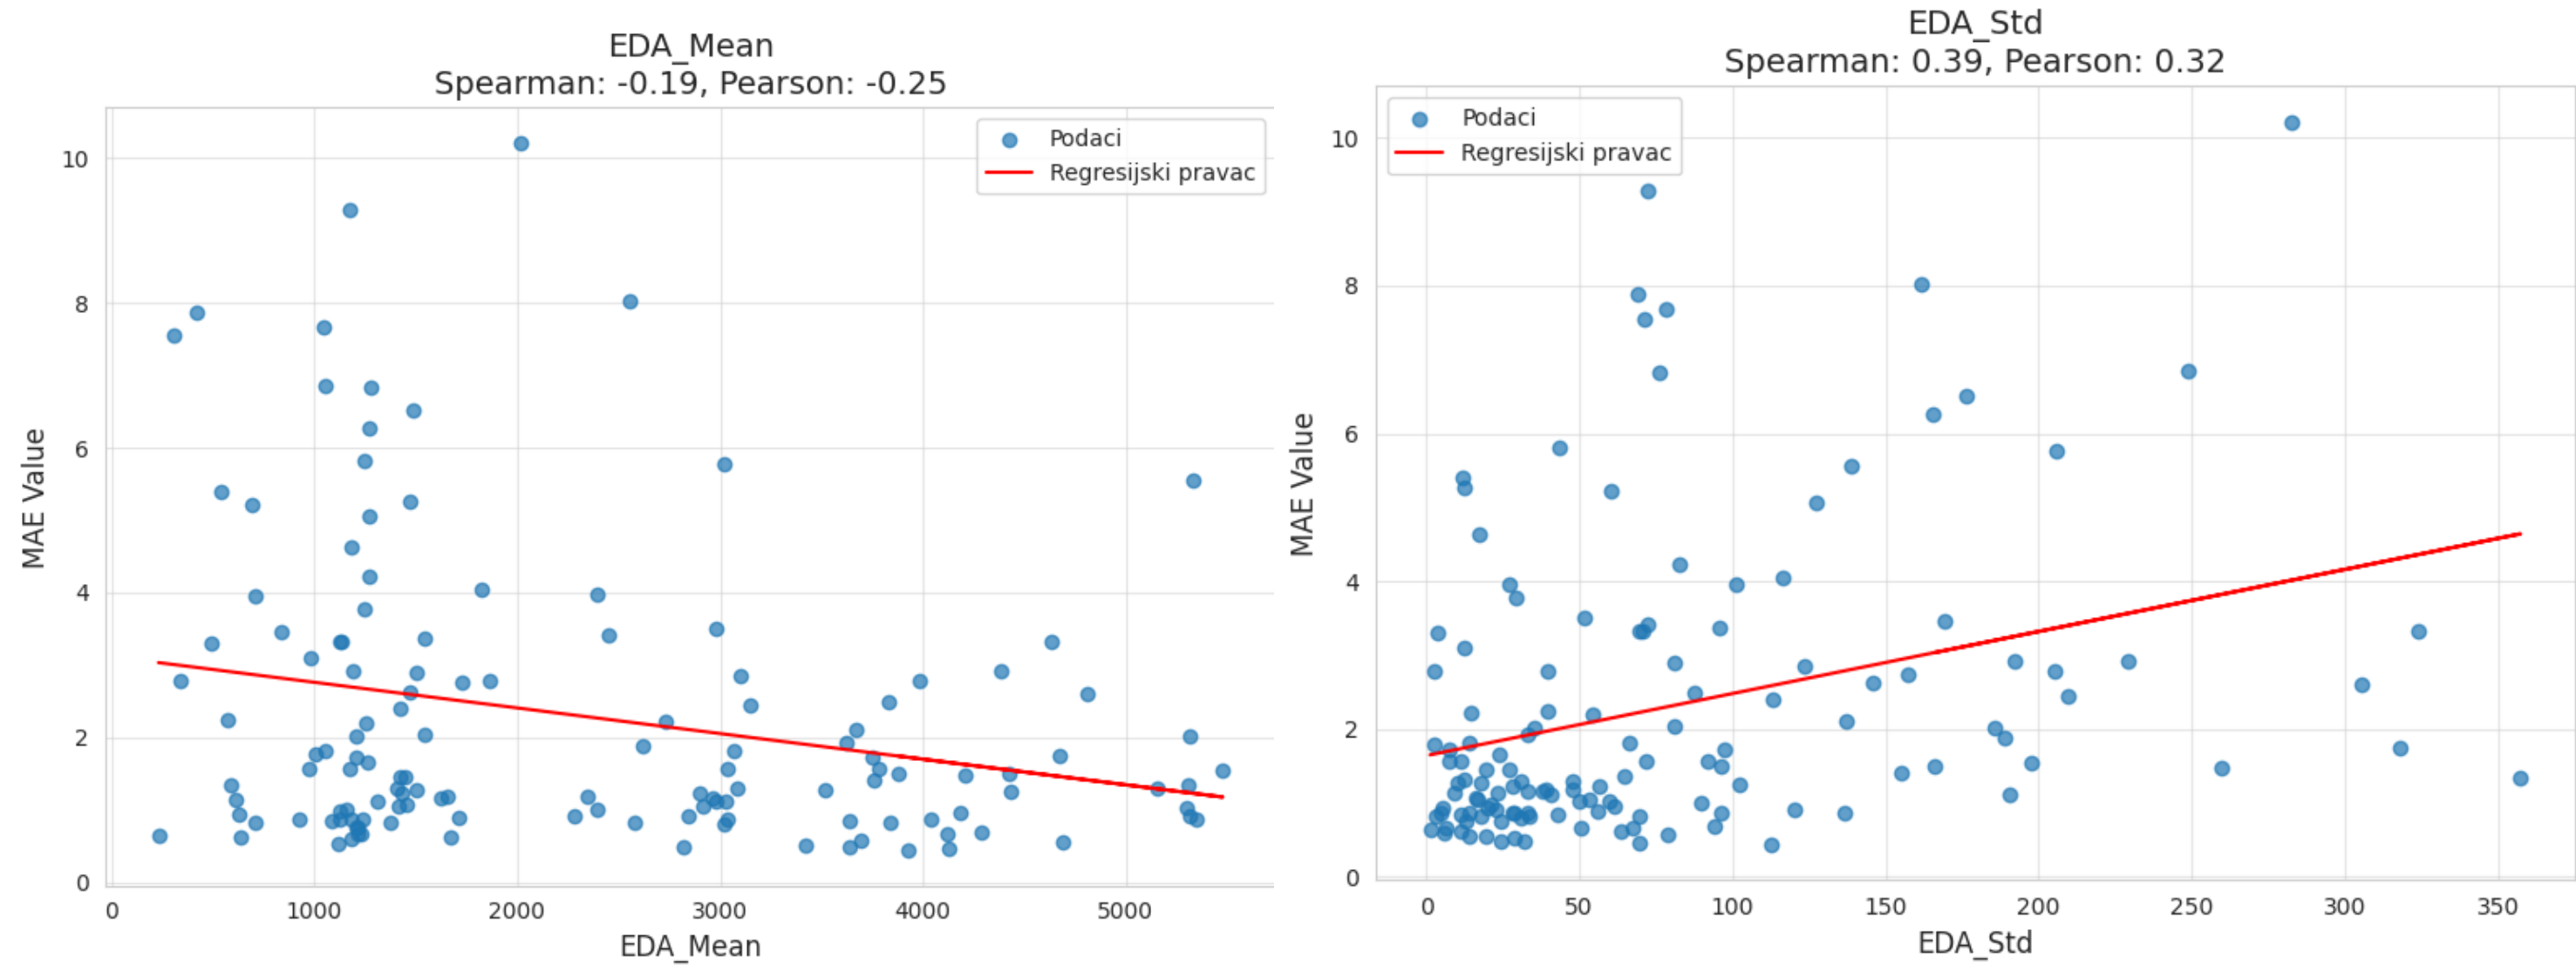 EDA_Mean
Spearman: -0.19, Pearson: -0.25
Podaci
Regresijski pravac
MAE Value
10
8
6
4
2
0
0 1000 2000 3000 4000 5000
EDA_Mean
EDA_Std
Spearman: 0.39, Pearson: 0.32
Podaci
Regresijski pravac
MAE Value
10
8
6
4
2
0
0 50 100 150 200 250 300 350
EDA_Std